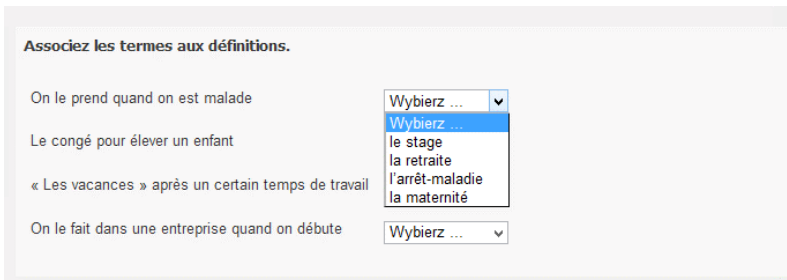 Associez les termes aux définitions.
On le prend quand on est malade
Wybierz ...
Wybierz ...
Le congé pour élever un enfant
le stage
la retraite
« Les vacances » après un certain temps de travail
l'arrêt-maladie
la maternité
On le fait dans une entreprise quand on débute
Wybierz ...